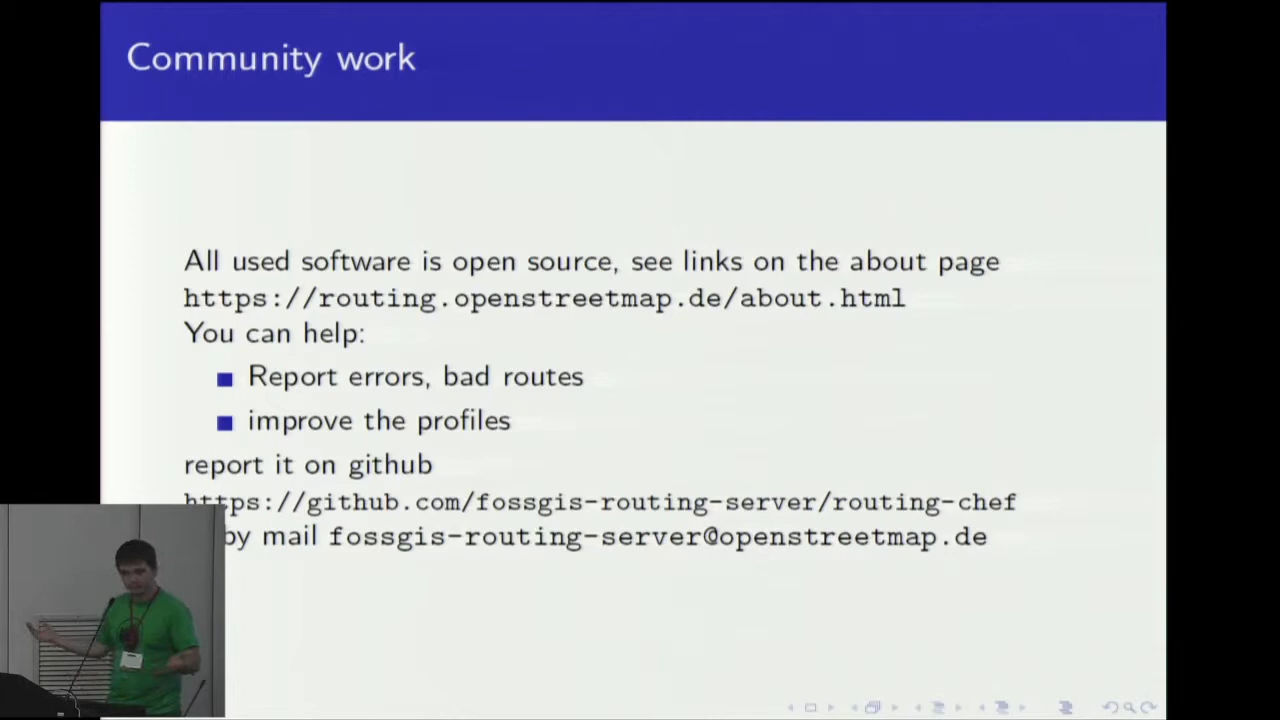 Community work
All used software is open source, see links on the about page
https://routing.openstreetmap.de/about.html
You can help:
Report errors, bad routes
improve the profiles
report it on github
https://github.com/fossgis-routing-server/routing-chef
by mail fossgis-routing-server@openstreetmap.de